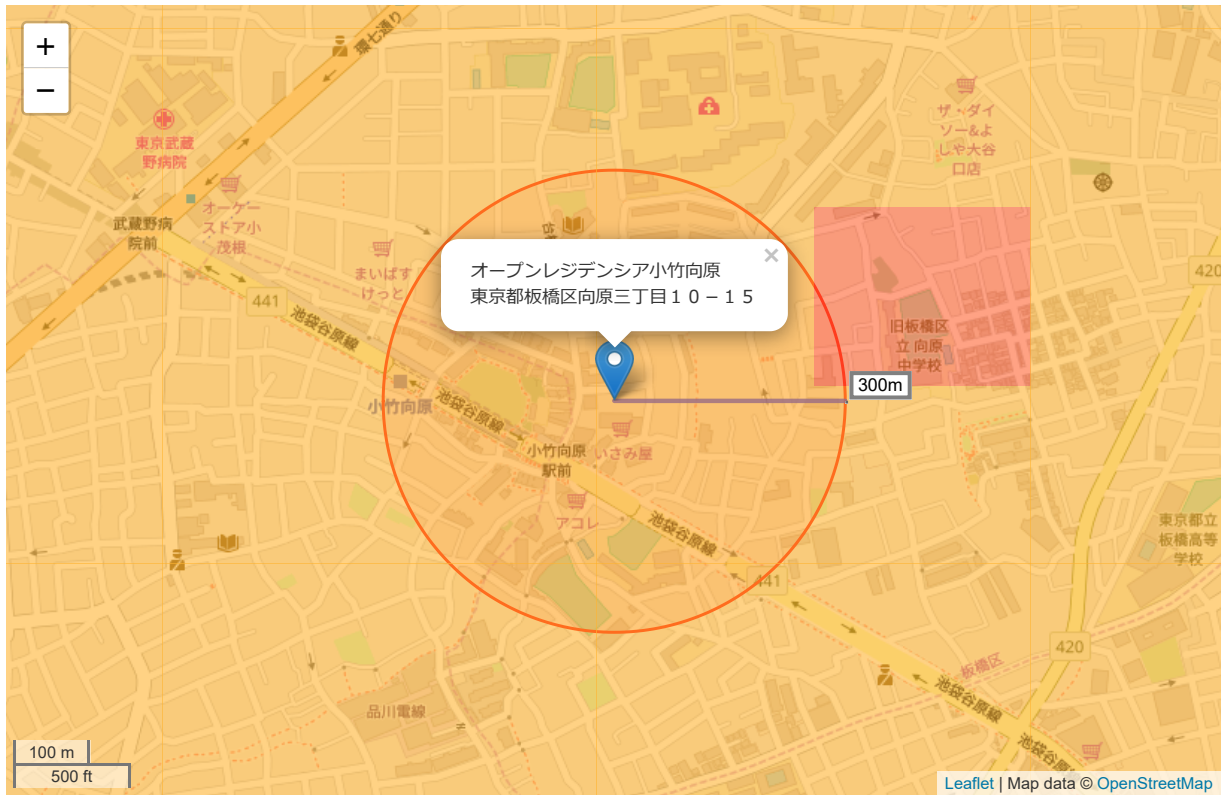 +
−
環七通り
東京武蔵
野病院
オーケー
ストア小
茂根
武蔵野病
院前
まいばす
けっと
441
池袋谷原線
ザ・ダイ
ソー&よ
しや大谷
口店
420
×
オープンレジデンシア小竹向原
東京都板橋区向原三丁目１０－１５
旧板橋区
立 向原
中学校
300m
小竹向原
池袋谷原線
小竹向原
駅前
いさみ屋
アコレ
池袋谷原線
東京都立
板橋高等
学校
441
420
板橋区
池袋谷原線
品川電線
池袋谷原
100 m
500 ft
Leaflet | Map data © OpenStreetMap